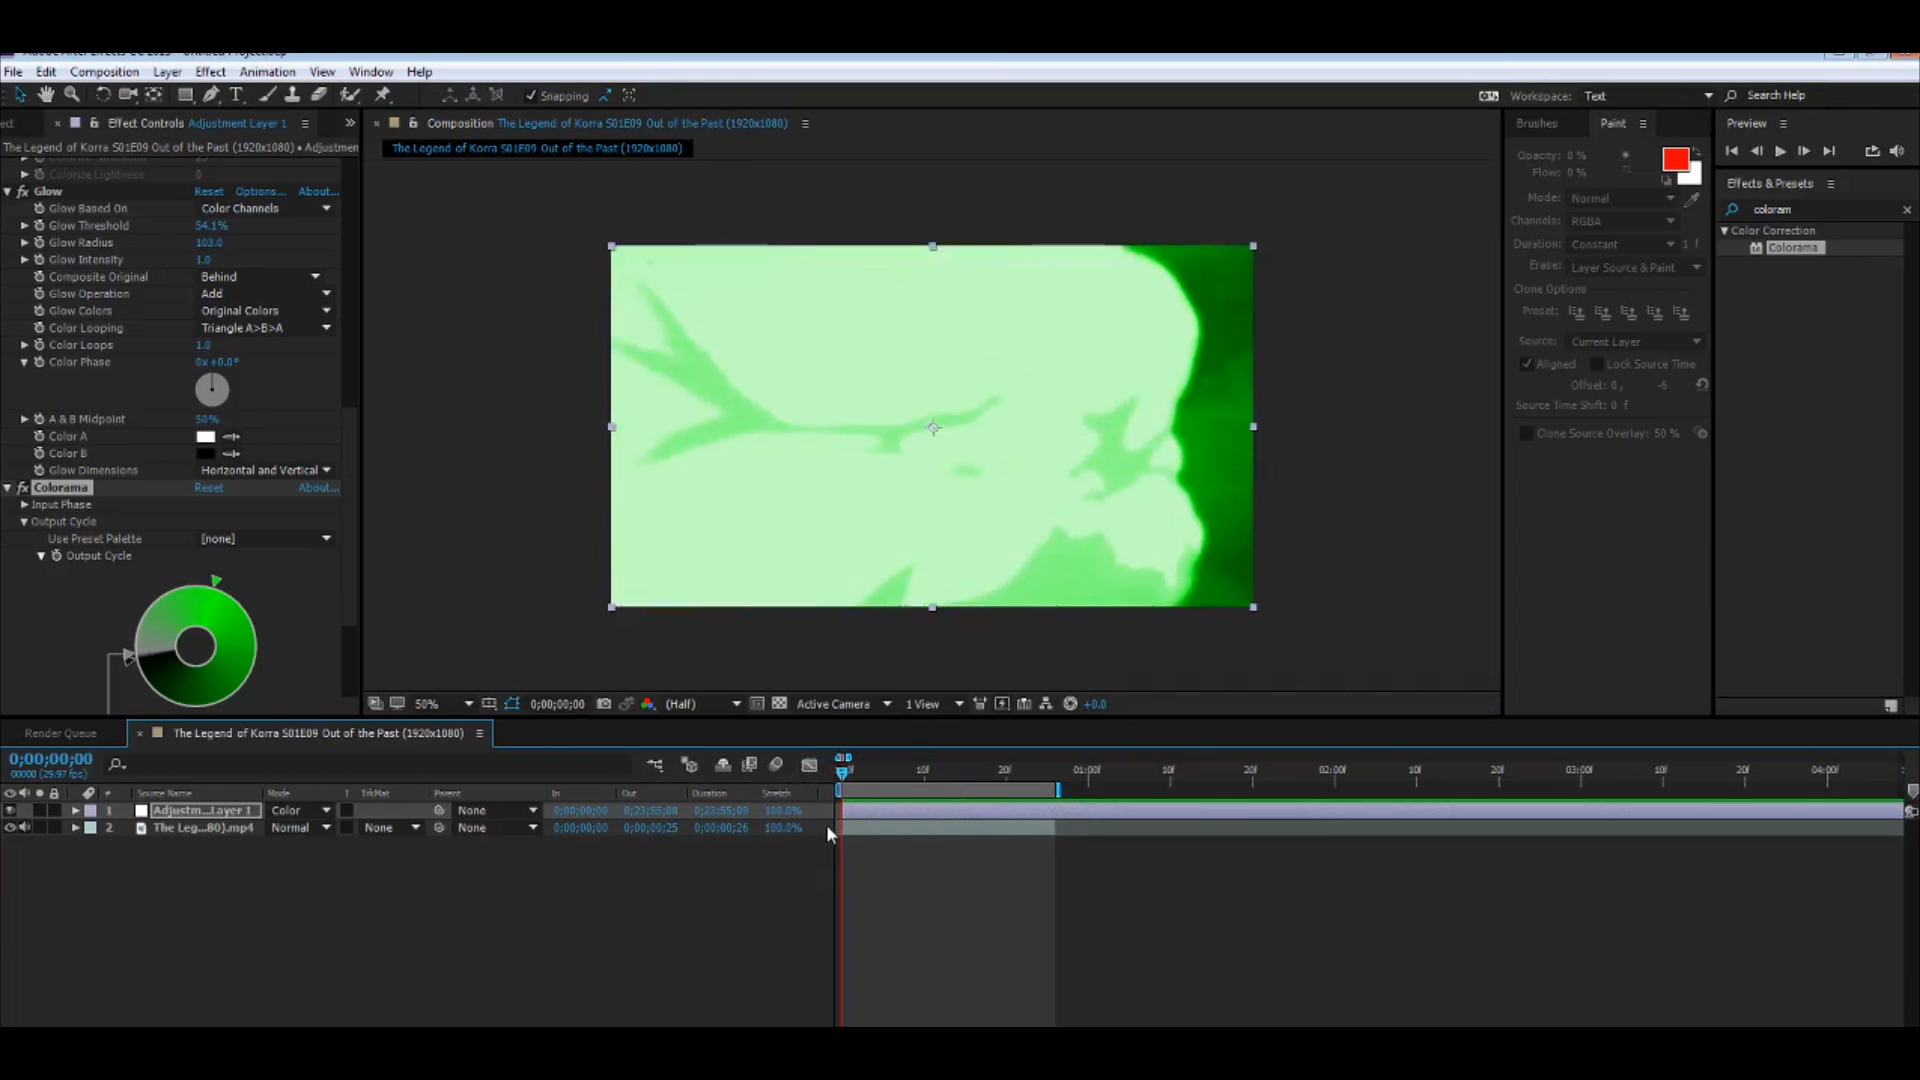 File Edit Composition Layer Effect Animation View Window Help
Snapping
Workspace: Text
Search Help
Effect Controls Adjustment Layer 1
Composition The Legend of Korra S01E09 Out of the Past (1920x1080)
Brushes Paint
Preview
The Legend of Korra S01E09 Out of the Past (1920x1080) • Adjustmen
The Legend of Korra S01E09 Out of the Past (1920x1080)
Colorize Lightness 0
Glow Reset Options... About...
Glow Based On Color Channels
Glow Threshold 54.1%
Glow Radius 103.0
Glow Intensity 1.0
Composite Original Behind
Glow Operation Add
Glow Colors Original Colors
Color Looping Triangle A>B>A
Color Loops 1.0
Color Phase 0x+0.0°
A & B Midpoint 50%
Color A
Color B
Glow Dimensions Horizontal and Vertical
Colorama Reset About...
Input Phase
Output Cycle
Use Preset Palette [none]
Output Cycle
Opacity: 0 %
Flow: 0 %
71
Mode: Normal
Channels: RGBA
Duration: Constant 1 f
Erase: Layer Source & Paint
Clone Options
Preset:
Source: Current Layer
Aligned Lock Source Time
Offset: 0, -6
Source Time Shift: 0 f
Clone Source Overlay: 50 %
Effects & Presets
coloram
Color Correction
Colorama
50% 0;00;00;00 (Half) Active Camera 1 View +0.0
Render Queue The Legend of Korra S01E09 Out of the Past (1920x1080)
0;00;00;00
00000 (29.97 fps)
10f 20f 01:00f 10f 20f 02:00f 10f 20f 03:00f 10f 20f 04:00f
# Source Name Mode T TrkMat Parent In Out Duration Stretch
1 Adjustm...Layer 1 Color None 0;00;00;00 0;23;55;08 0;23;55;09 100.0%
2 The Leg...80).mp4 Normal None None 0;00;00;00 0;00;00;25 0;00;00;26 100.0%